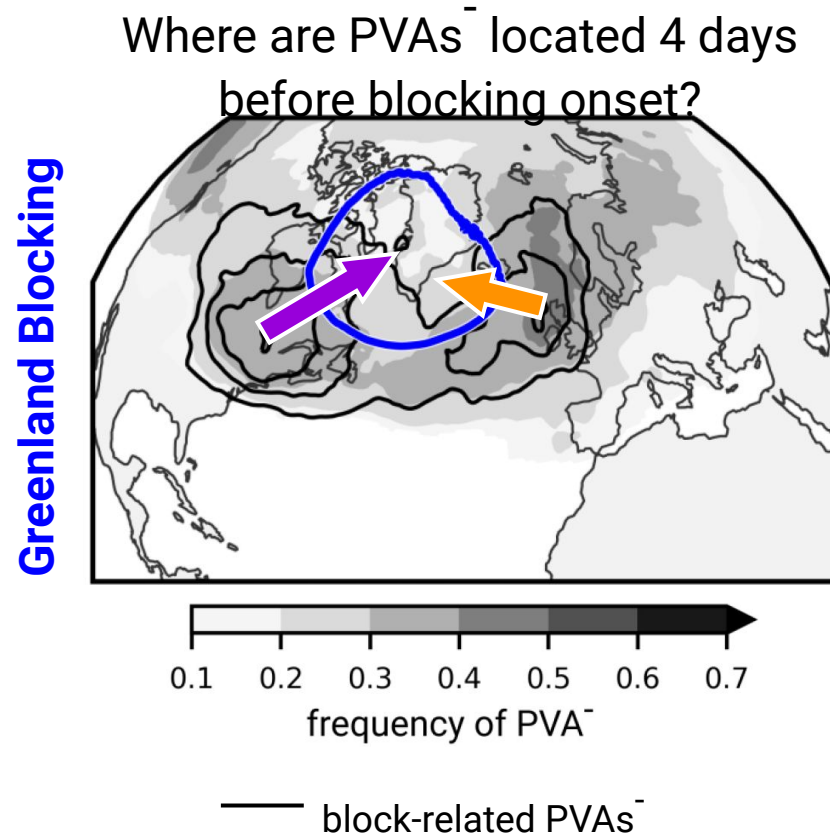 Where are PVAs⁻ located 4 days
before blocking onset?
Greenland Blocking
0.1 0.2 0.3 0.4 0.5 0.6 0.7
frequency of PVA⁻
block-related PVAs⁻